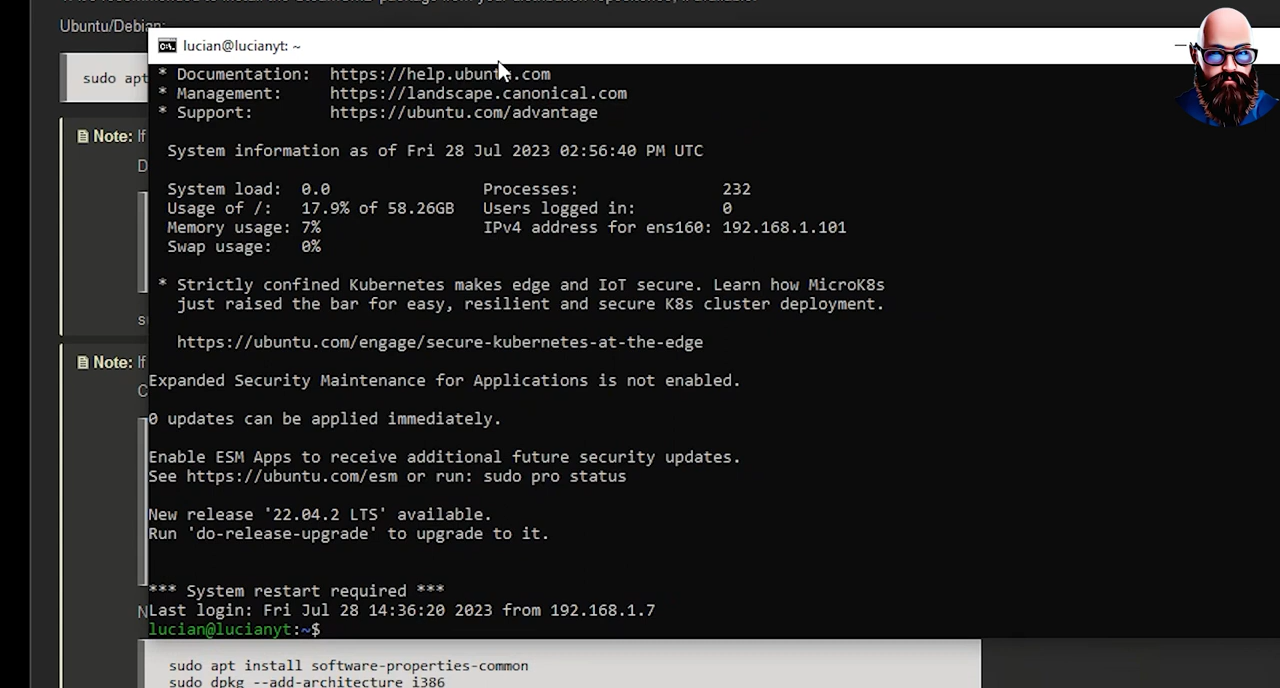 Ubuntu/Debian:
lucian@lucianyt: ~
sudo apt
* Documentation: https://help.ubuntu.com
* Management: https://landscape.canonical.com
* Support: https://ubuntu.com/advantage
Note: If
D
System information as of Fri 28 Jul 2023 02:56:40 PM UTC
System load: 0.0 Processes: 232
Usage of /: 17.9% of 58.26GB Users logged in: 0
Memory usage: 7% IPv4 address for ens160: 192.168.1.101
Swap usage: 0%
* Strictly confined Kubernetes makes edge and IoT secure. Learn how MicroK8s
just raised the bar for easy, resilient and secure K8s cluster deployment.
https://ubuntu.com/engage/secure-kubernetes-at-the-edge
Note: If
Expanded Security Maintenance for Applications is not enabled.
0 updates can be applied immediately.
Enable ESM Apps to receive additional future security updates.
See https://ubuntu.com/esm or run: sudo pro status
New release '22.04.2 LTS' available.
Run 'do-release-upgrade' to upgrade to it.
*** System restart required ***
Last login: Fri Jul 28 14:36:20 2023 from 192.168.1.7
lucian@lucianyt:~$
sudo apt install software-properties-common
sudo dpkg --add-architecture i386